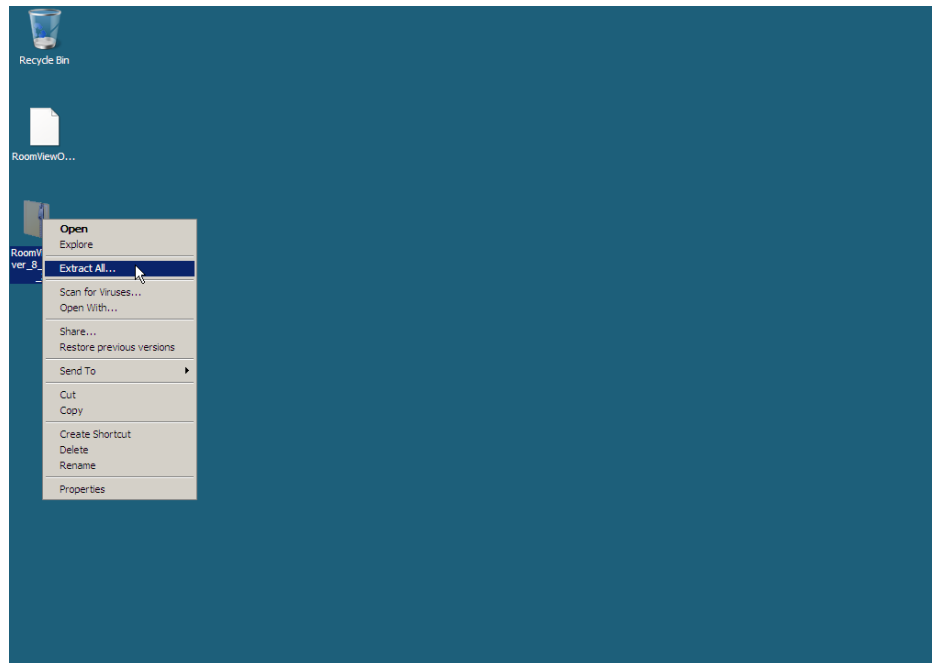 Recycle Bin
RoomViewO...
RoomV
ver_8_
Open
Explore
Extract All...
Scan for Viruses...
Open With...
Share...
Restore previous versions
Send To
Cut
Copy
Create Shortcut
Delete
Rename
Properties